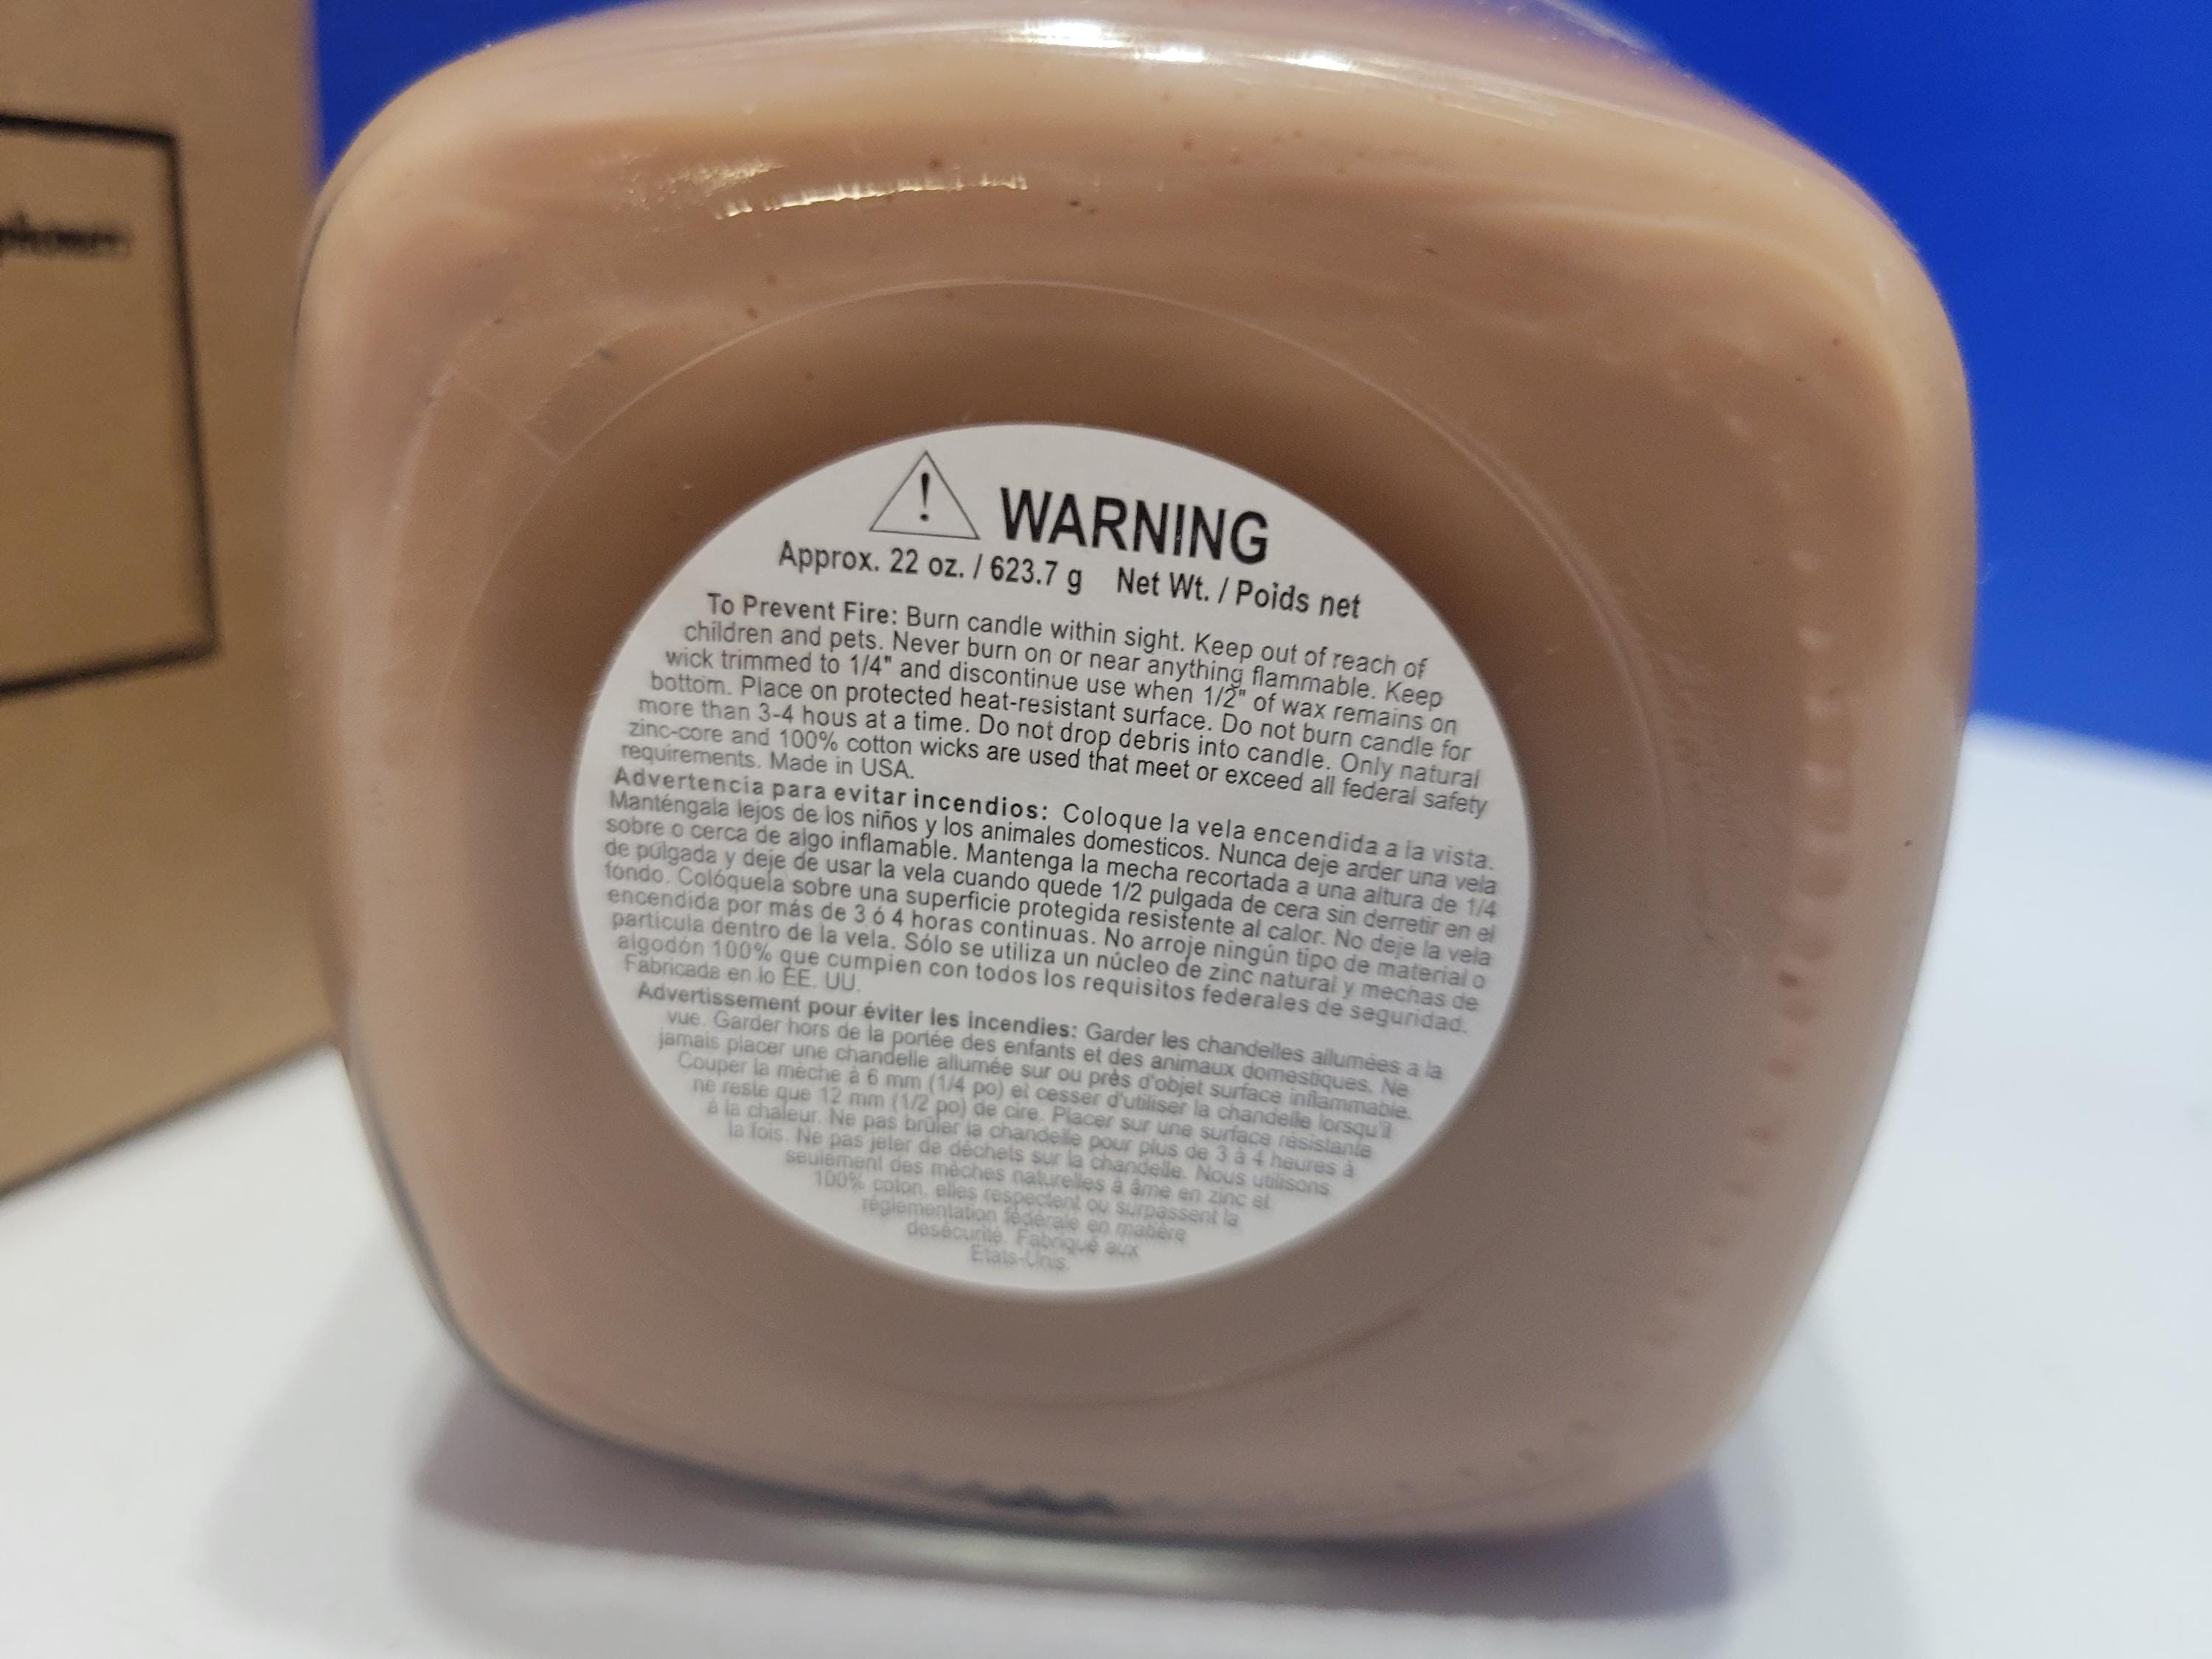 phone:
! WARNING
Approx. 22 oz. / 623.7 g Net Wt. / Poids net
To Prevent Fire: Burn candle within sight. Keep out of reach of
children and pets. Never burn on or near anything flammable. Keep
wick trimmed to 1/4" and discontinue use when 1/2" of wax remains on
bottom. Place on protected heat-resistant surface. Do not burn candle for
more than 3-4 hous at a time. Do not drop debris into candle. Only natural
zinc-core and 100% cotton wicks are used that meet or exceed all federal safety
requirements. Made in USA.
Advertencia para evitar incendios: Coloque la vela encendida a la vista.
Manténgala lejos de los niños y los animales domesticos. Nunca deje arder una vela
sobre o cerca de algo inflamable. Mantenga la mecha recortada a una altura de 1/4
de pulgada y deje de usar la vela cuando quede 1/2 pulgada de cera sin derretir en el
fondo. Colóquela sobre una superficie protegida resistente al calor. No deje la vela
encendida por más de 3 ó 4 horas continuas. No arroje ningún tipo de material o
particula dentro de la vela. Sólo se utiliza un núcleo de zinc natural y mechas de
algodón 100% que cumplen con todos los requisitos federales de seguridad.
Fabricada en lo EE. UU.
Advertissement pour éviter les incendies: Garder les chandelles allumées a la
vue. Garder hors de la portée des enfants et des animaux domestiques. Ne
jamais placer une chandelle allumée sur ou près d'objet surface inflammable.
Couper la mèche à 6 mm (1/4 po) et cesser d'utiliser la chandelle lorsqu'il
ne reste que 12 mm (1/2 po) de cire. Placer sur une surface résistante
à la chaleur. Ne pas brûler la chandelle pour plus de 3 à 4 heures à
la fois. Ne pas jeter de déchets sur la chandelle. Nous utilisons
seulement des mèches naturelles à âme en zinc et
100% coton, elles respectent ou surpassent la
réglementation fédérale en matière
desécurité. Fabriqué aux
Etats-Unis.